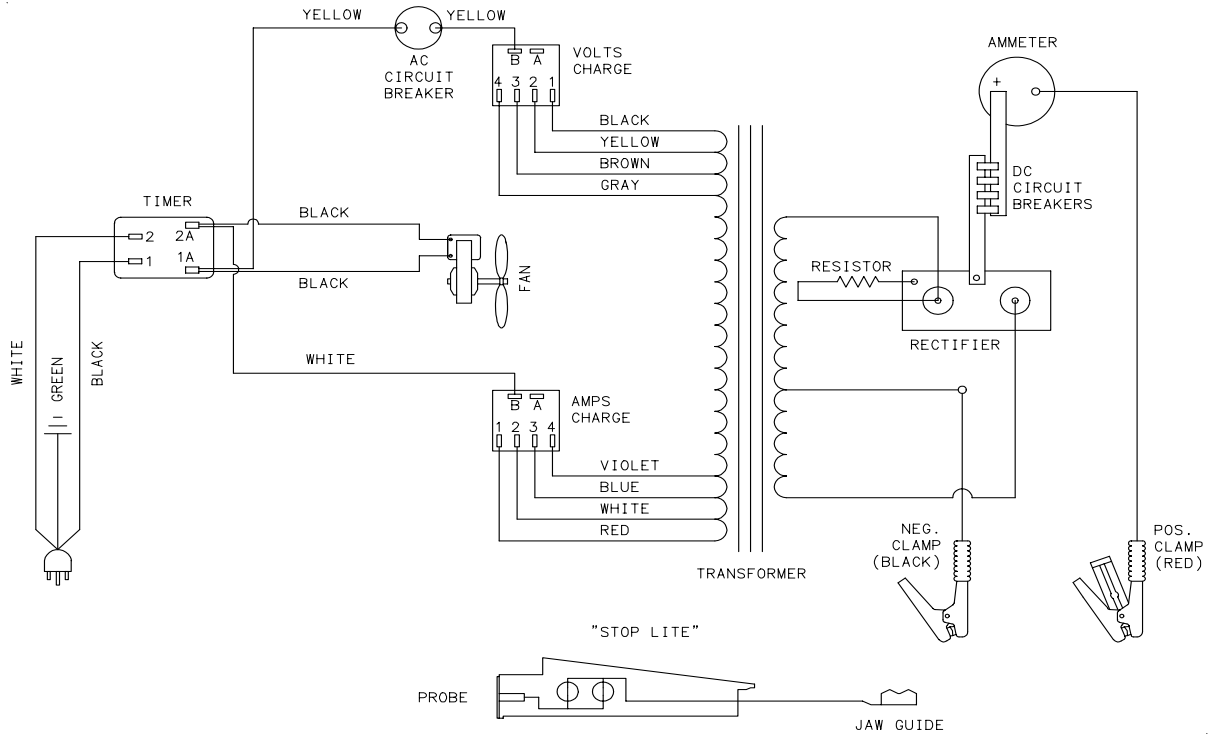 YELLOW
YELLOW
AC
CIRCUIT
BREAKER
B A
4 3 2 1
VOLTS
CHARGE
BLACK
YELLOW
BROWN
GRAY
AMMETER
+
DC
CIRCUIT
BREAKERS
TIMER
2 2A
1 1A
BLACK
BLACK
FAN
RESISTOR
RECTIFIER
WHITE
GREEN
BLACK
WHITE
B A
1 2 3 4
AMPS
CHARGE
VIOLET
BLUE
WHITE
RED
TRANSFORMER
NEG.
CLAMP
(BLACK)
POS.
CLAMP
(RED)
"STOP LITE"
PROBE
JAW GUIDE